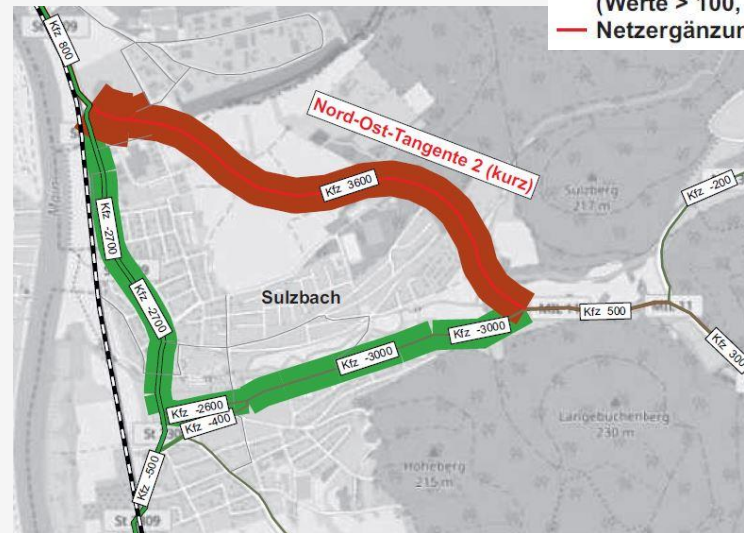 (Werte > 100,
Netzergänzun
Kfz 800
Nord-Ost-Tangente 2 (kurz)
Kfz 3600
Kfz -200
Sulzberg
217 m
Kfz -2700
Sulzbach
Kfz -2700
Kfz -3000
Kfz 500
Kfz -3000
Kfz 300
Kfz -2600
Kfz -400
Langebuchenberg
230 m
Kfz -500
Hoheberg
215 m